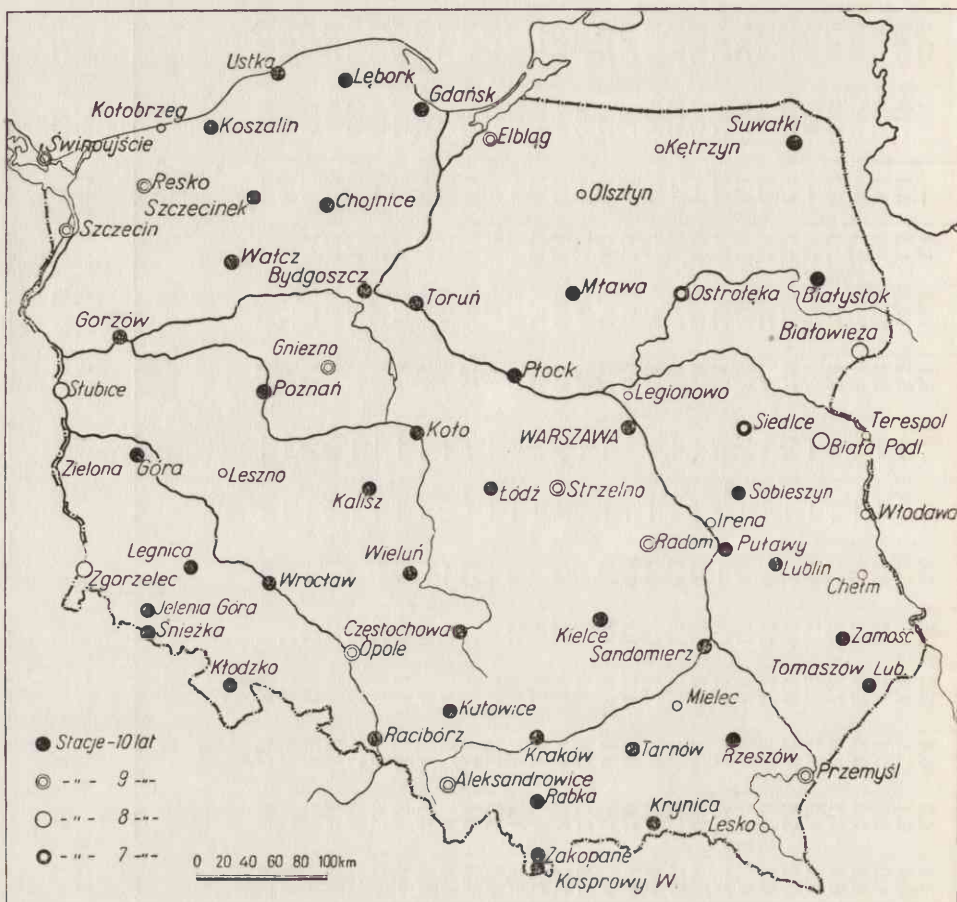 Ustka
Lębork
Gdańsk
Kołobrzeg
Koszalin
Elbląg
Suwałki
Kętrzyn
Świnoujście
Resko
Szczecinek
Chojnice
Olsztyn
Szczecin
Wałcz
Bydgoszcz
Toruń
Mława
Ostrołęka
Białystok
Białowieża
Gorzów
Gniezno
Płock
Słubice
Poznań
Legionowo
Koło
WARSZAWA
Siedlce
Terespol
Biała Podl.
Zielona Góra
Leszno
Kalisz
Łódź
Strzelno
Sobieszyn
Irena
Włodawa
Radom
Puławy
Lublin
Chełm
Legnica
Zgorzelec
Wrocław
Wieluń
Jelenia Góra
Śnieżka
Częstochowa
Opole
Kielce
Sandomierz
Zamość
Tomaszow Lub.
Kłodzko
Katowice
Mielec
Racibórz
Kraków
Tarnów
Rzeszów
Przemyśl
Aleksandrowice
Rabka
Krynica
Lesko
Zakopane
Kasprowy W.
Stacje - 10 lat
- " - 9 - " -
- " - 8 - " -
- " - 7 - " -
0 20 40 60 80 100 km